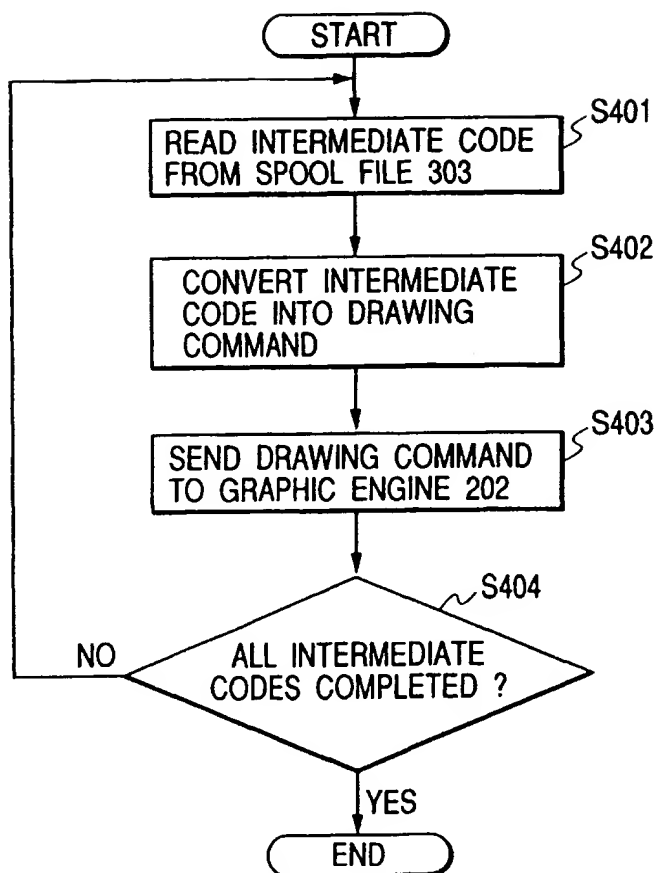 START
S401
READ INTERMEDIATE CODE
FROM SPOOL FILE 303
S402
CONVERT INTERMEDIATE
CODE INTO DRAWING
COMMAND
S403
SEND DRAWING COMMAND
TO GRAPHIC ENGINE 202
S404
ALL INTERMEDIATE
CODES COMPLETED ?
NO
YES
END